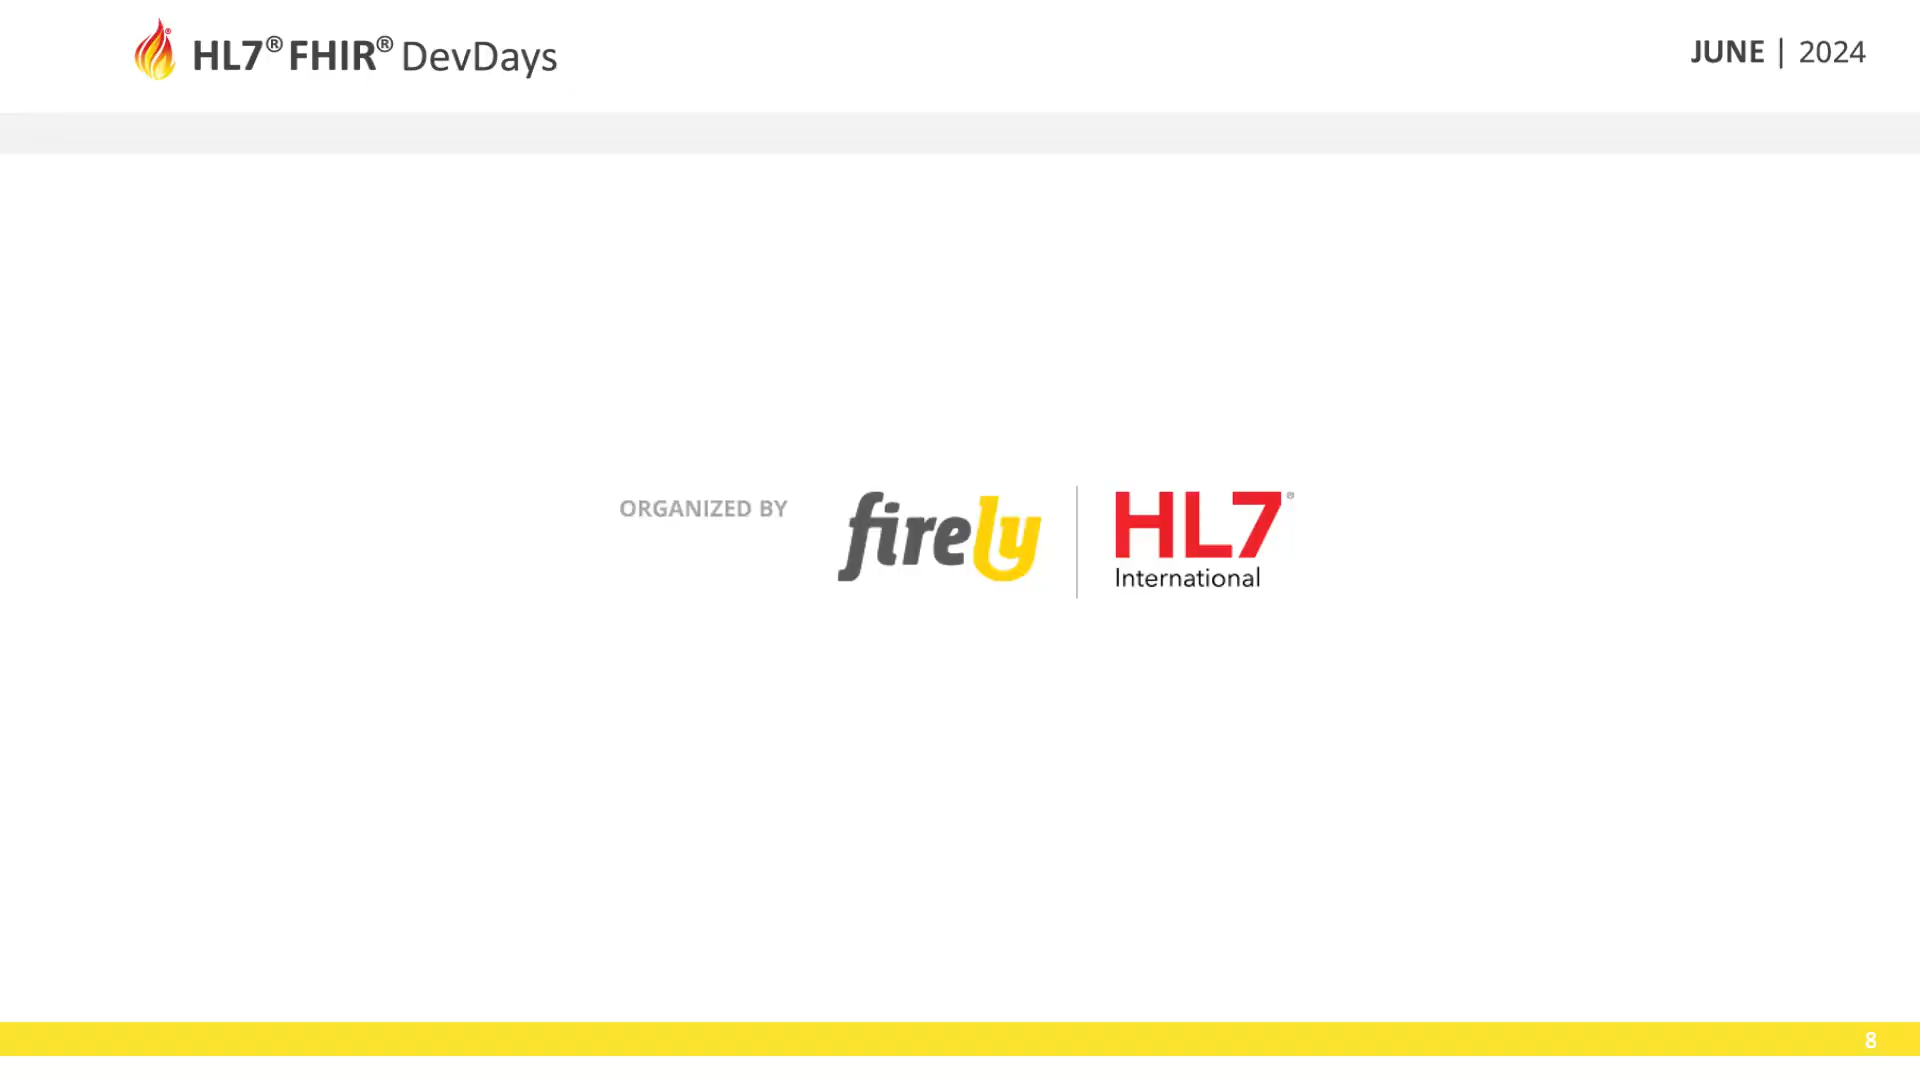 HL7® FHIR® DevDays
JUNE | 2024
ORGANIZED BY
firely
HL7®
International
8